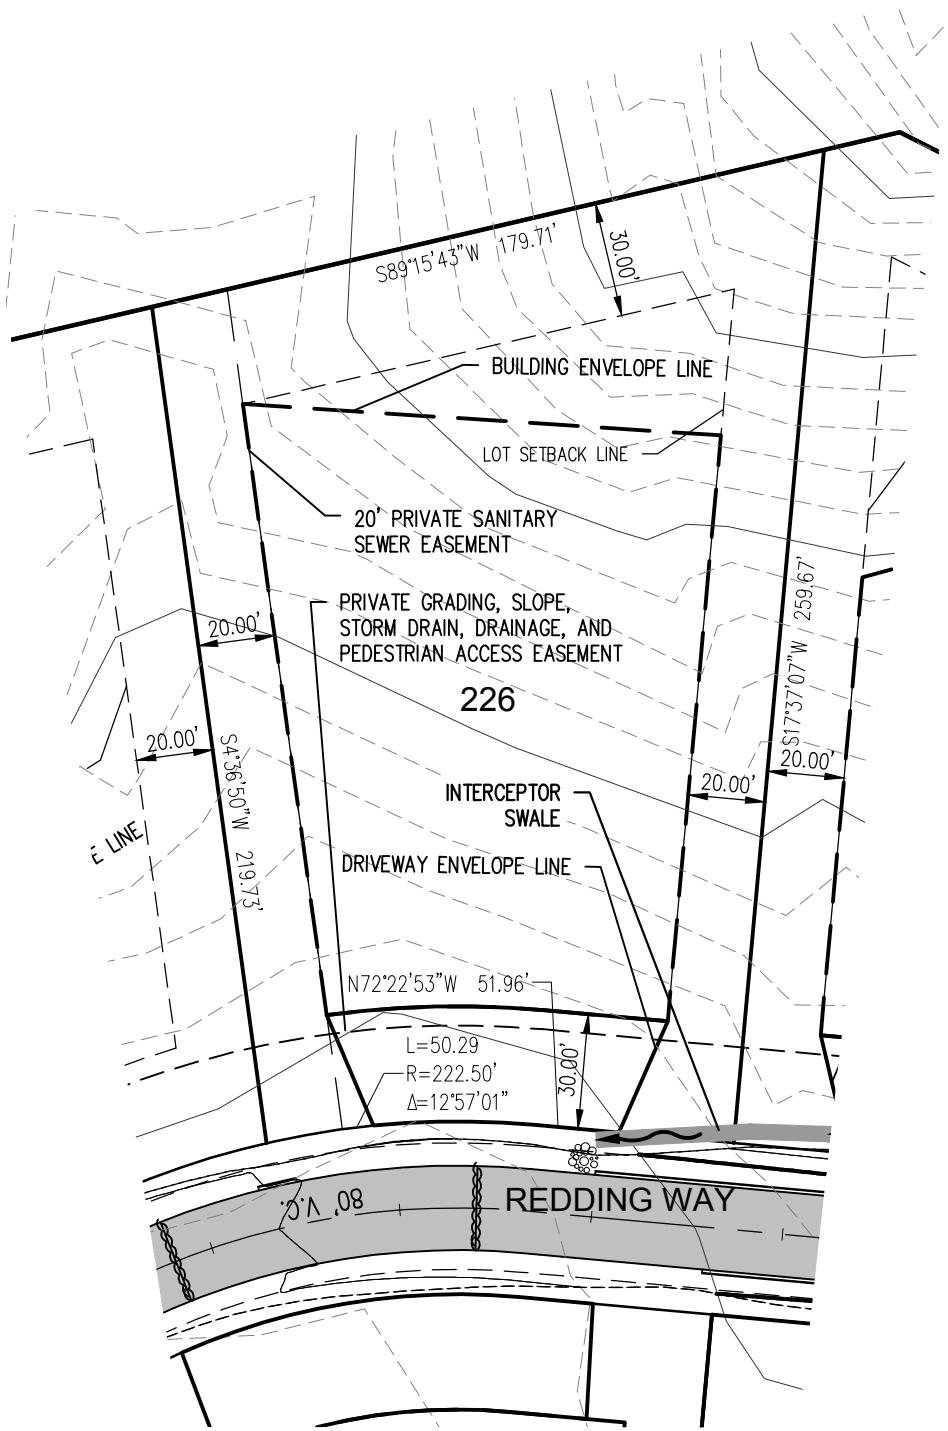 S89°15'43"W 179.71'
30.00'
BUILDING ENVELOPE LINE
LOT SETBACK LINE
20' PRIVATE SANITARY
SEWER EASEMENT
S17°37'07"W 259.67'
PRIVATE GRADING, SLOPE,
STORM DRAIN, DRAINAGE, AND
PEDESTRIAN ACCESS EASEMENT
20.00'
226
20.00'
S4°36'50"W 219.73'
20.00'
20.00'
INTERCEPTOR
SWALE
E LINE
DRIVEWAY ENVELOPE LINE
N72°22'53"W 51.96'
L=50.29
R=222.50'
Δ=12°57'01"
30.00'
80' V.C.
REDDING WAY